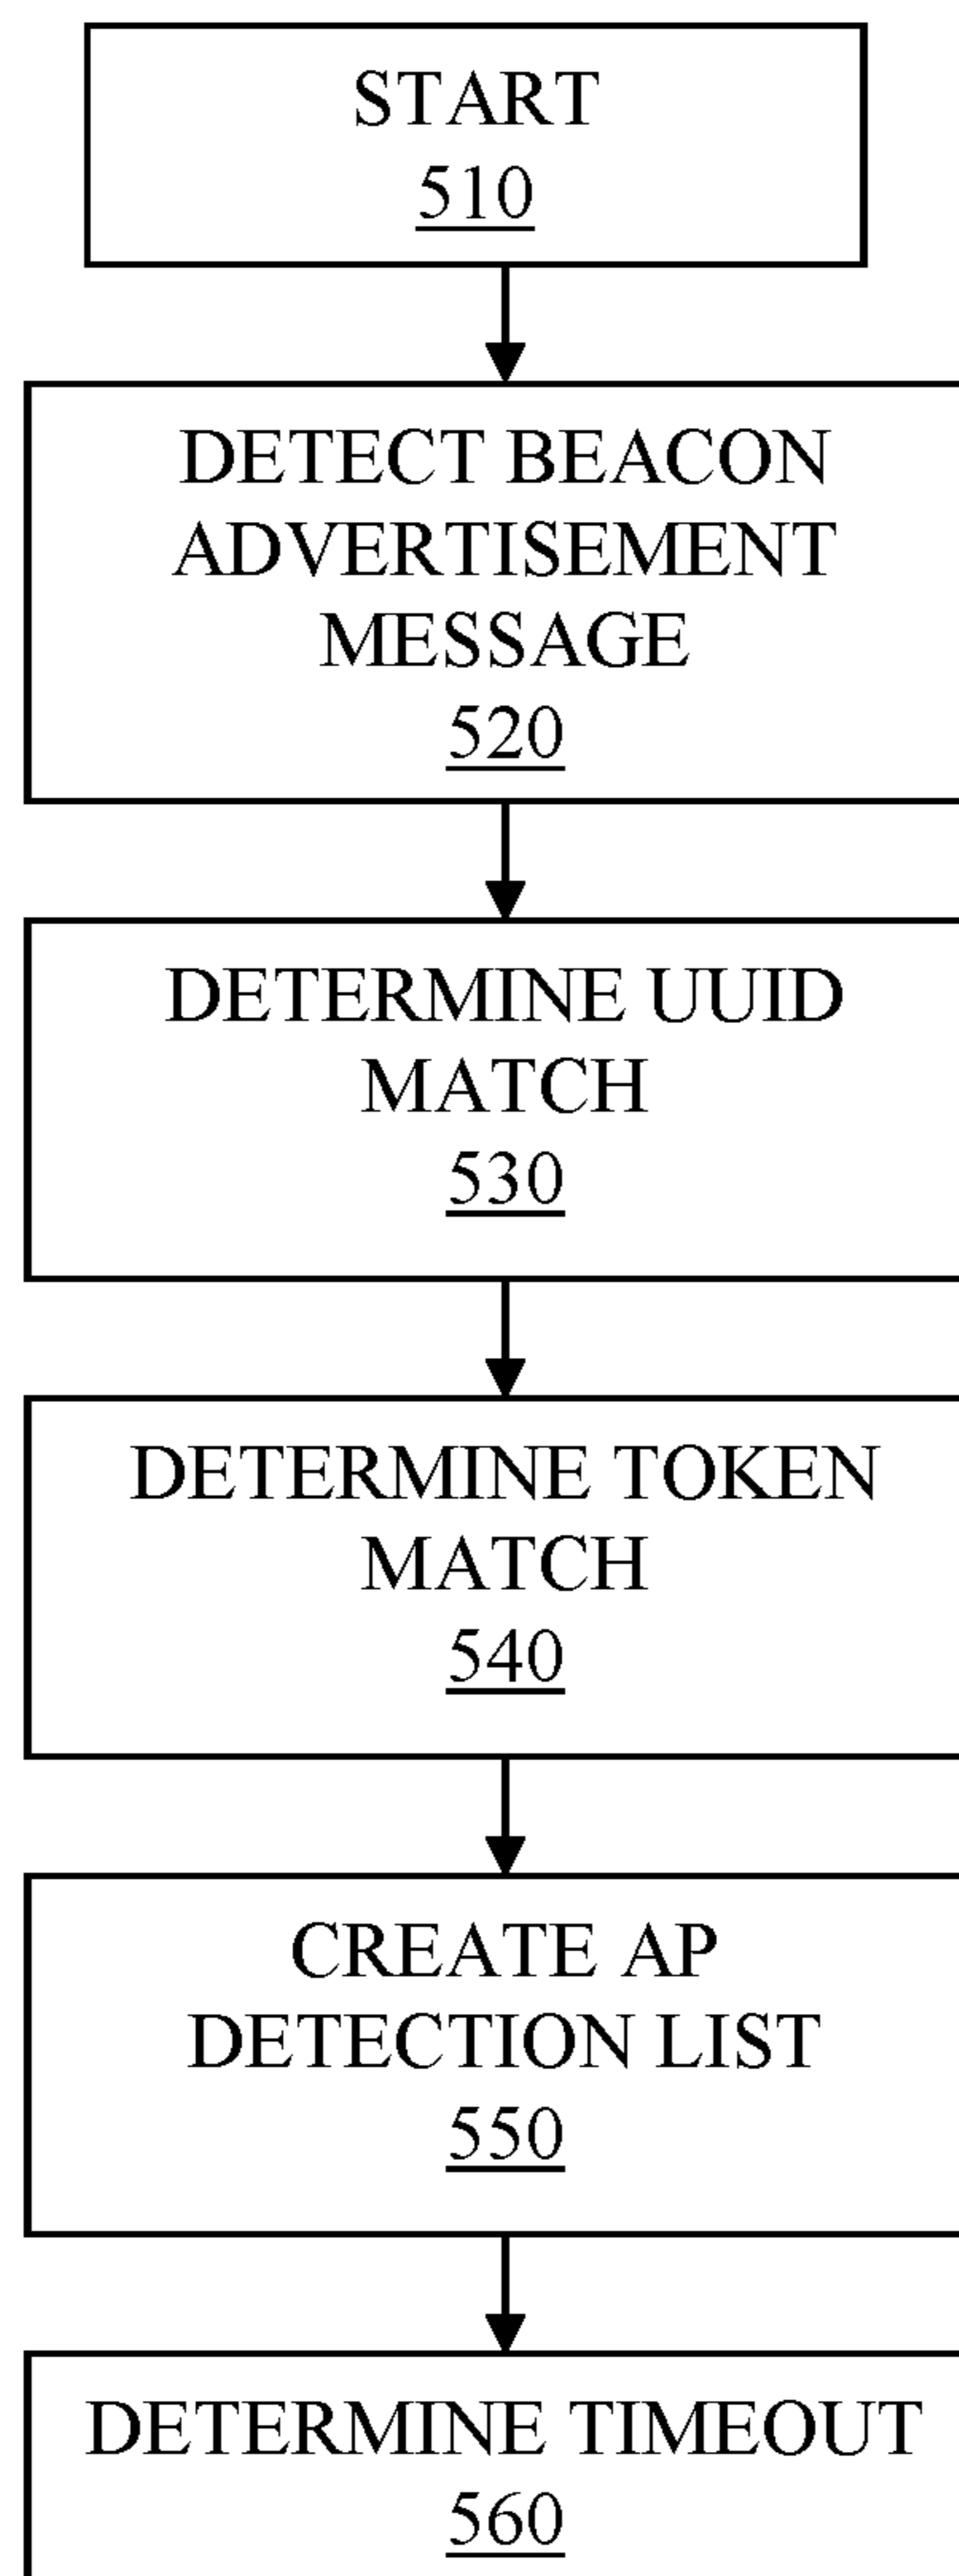 START
510
DETECT BEACON
ADVERTISEMENT
MESSAGE
520
DETERMINE UUID
MATCH
530
DETERMINE TOKEN
MATCH
540
CREATE AP
DETECTION LIST
550
DETERMINE TIMEOUT
560